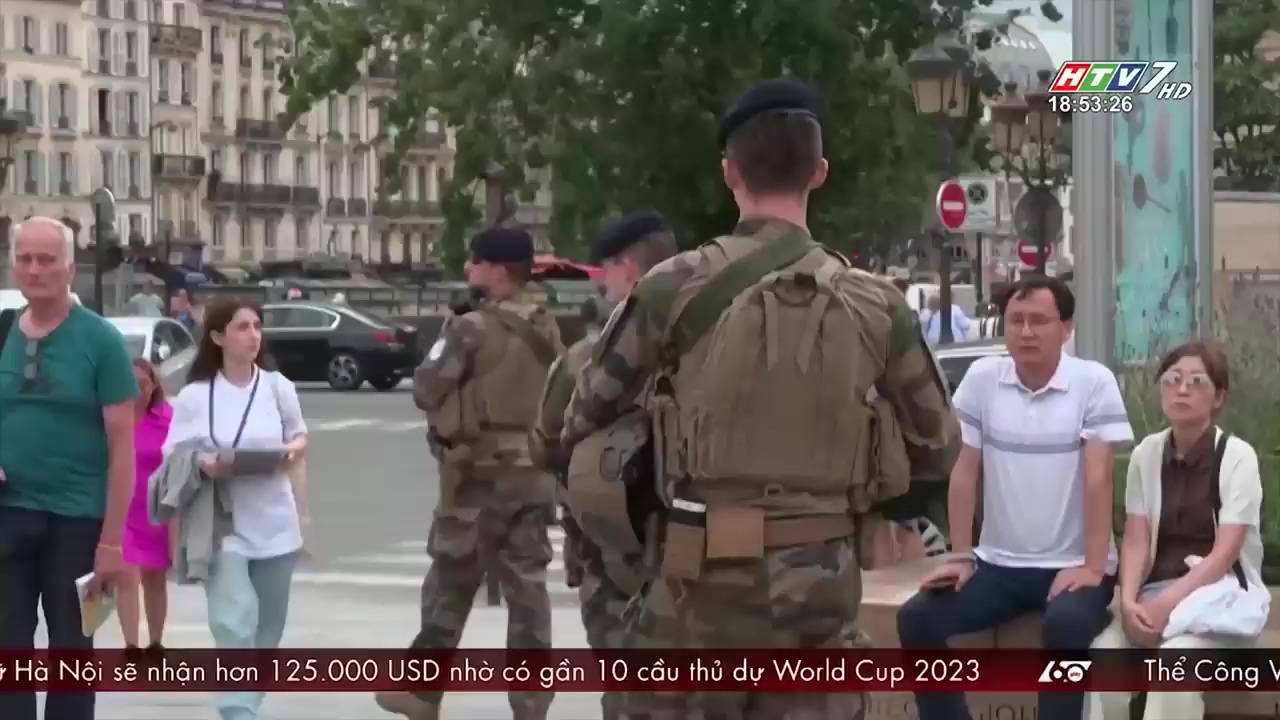 HTV7 HD
18:53:26
Hà Nội sẽ nhận hơn 125.000 USD nhờ có gần 10 cầu thủ dự World Cup 2023 60 Thể Công